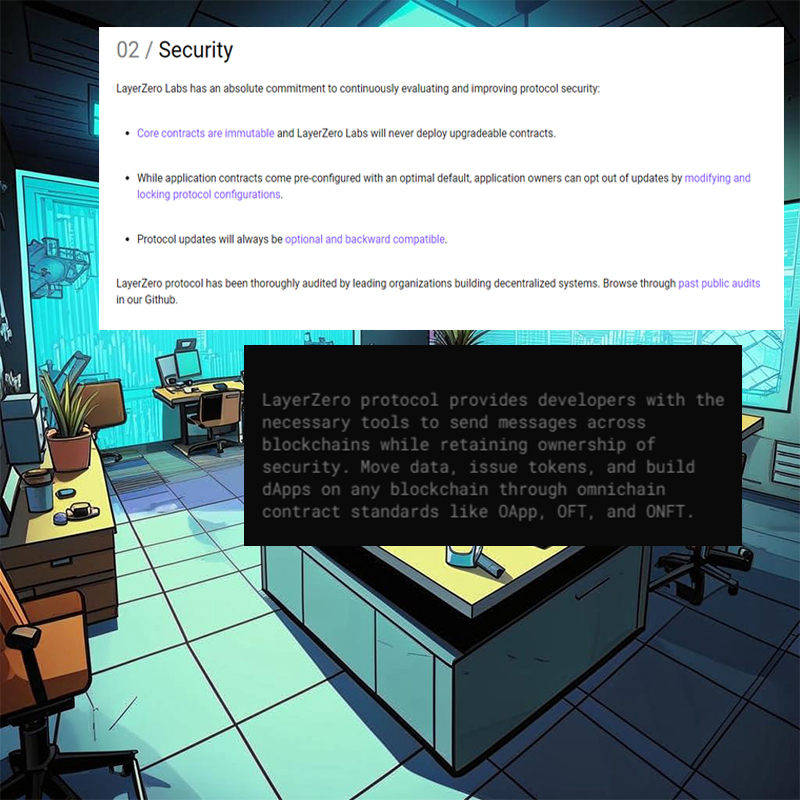 02 / Security
LayerZero Labs has an absolute commitment to continuously evaluating and improving protocol security:
• Core contracts are immutable and LayerZero Labs will never deploy upgradeable contracts.
• While application contracts come pre-configured with an optimal default, application owners can opt out of updates by modifying and
locking protocol configurations.
• Protocol updates will always be optional and backward compatible.
LayerZero protocol has been thoroughly audited by leading organizations building decentralized systems. Browse through past public audits
in our Github.
LayerZero protocol provides developers with the
necessary tools to send messages across
blockchains while retaining ownership of
security. Move data, issue tokens, and build
dApps on any blockchain through omnichain
contract standards like OApp, OFT, and ONFT.